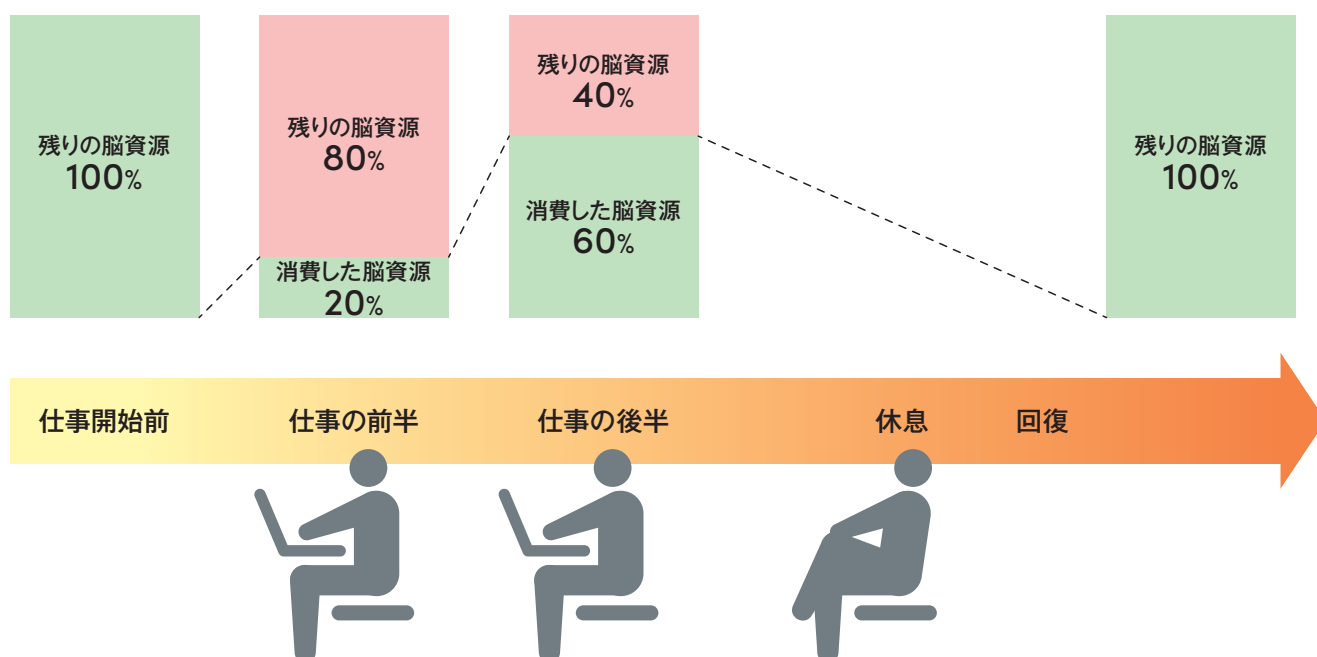 残りの脳資源
100%
残りの脳資源
80%
消費した脳資源
20%
残りの脳資源
40%
消費した脳資源
60%
残りの脳資源
100%
仕事開始前
仕事の前半
仕事の後半
休息
回復